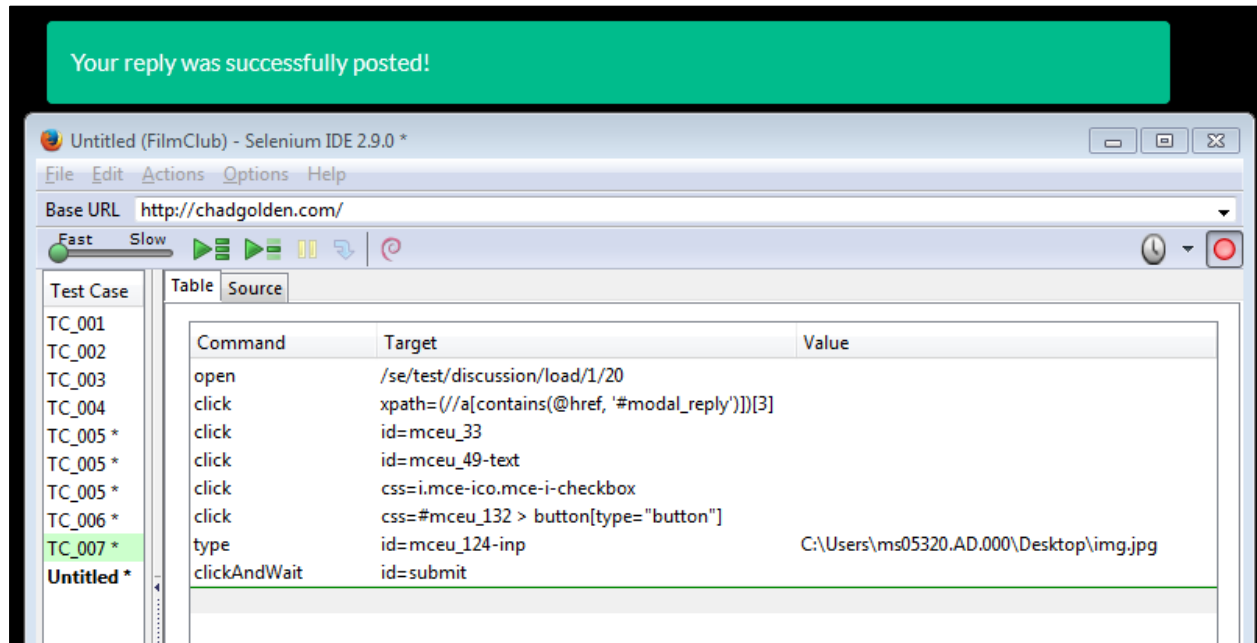 Your reply was successfully posted!
Untitled (FilmClub) - Selenium IDE 2.9.0 *
File Edit Actions Options Help
Base URL http://chadgolden.com/
Fast Slow
Test Case Table Source
TC_001
TC_002
TC_003
TC_004
TC_005 *
TC_005 *
TC_005 *
TC_006 *
TC_007 *
Untitled *
Command Target Value
open /se/test/discussion/load/1/20
click xpath=(//a[contains(@href, '#modal_reply')])[3]
click id=mceu_33
click id=mceu_49-text
click css=i.mce-ico.mce-i-checkbox
click css=#mceu_132 > button[type="button"]
type id=mceu_124-inp C:\Users\ms05320.AD.000\Desktop\img.jpg
clickAndWait id=submit